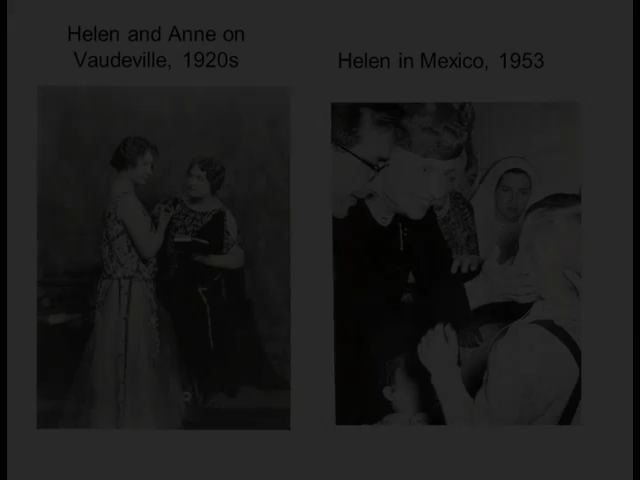 Helen and Anne on
Vaudeville, 1920s
Helen in Mexico, 1953